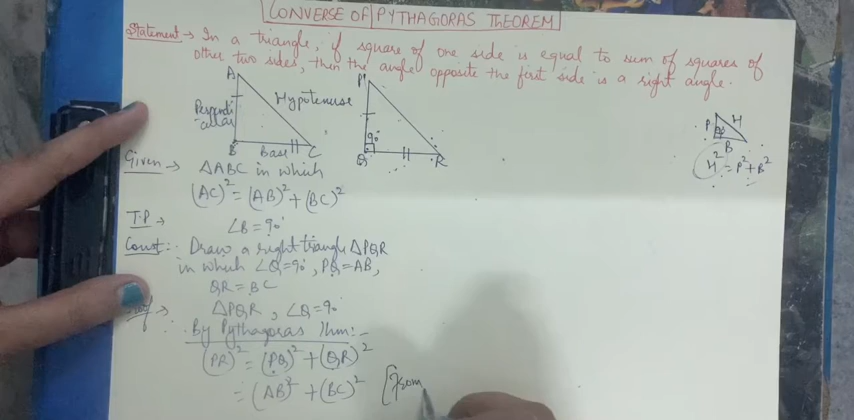 CONVERSE OF PYTHAGORAS THEOREM
Statement → In a triangle, if square of one side is equal to sum of squares of
other two sides, then the angle opposite the first side is a right angle.
A
Perpendi
cular
Hypotenuse
B Base C
P
90°
Q R
P H
90°
B
H² = P² + B²
Given → ΔABC in which
(AC)² = (AB)² + (BC)²
T.P → ∠B = 90°
Const:- Draw a right triangle ΔPQR
in which ∠Q = 90°, PQ = AB,
QR = BC
ΔPQR, ∠Q = 90°
By Pythagoras thm:-
(PR)² = (PQ)² + (QR)²
= (AB)² + (BC)² [from